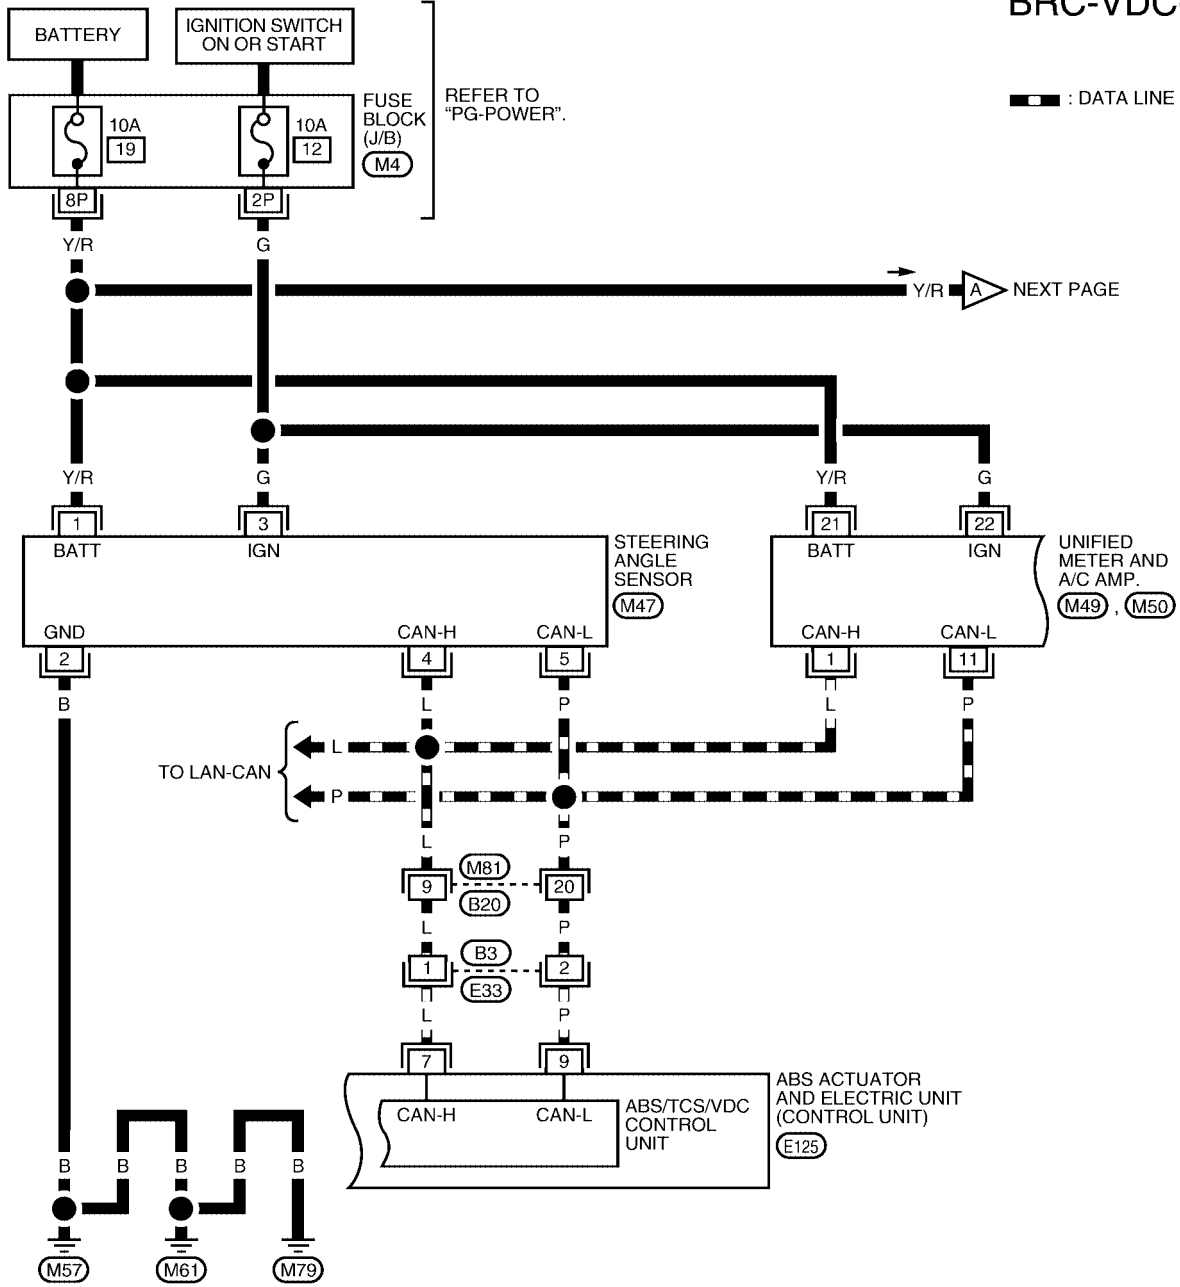 BRC-VDC-
BATTERY
IGNITION SWITCH
ON OR START
: DATA LINE
10A
19
10A
12
FUSE
BLOCK
(J/B)
M4
REFER TO
“PG-POWER”.
8P
2P
Y/R
G
Y/R
A
NEXT PAGE
Y/R
G
Y/R
G
1
3
21
22
BATT
IGN
BATT
IGN
STEERING
ANGLE
SENSOR
M47
UNIFIED
METER AND
A/C AMP.
M49 , M50
GND
CAN-H
CAN-L
CAN-H
CAN-L
2
4
5
1
11
B
L
P
L
P
L
TO LAN-CAN
P
L
P
M81
9
20
B20
L
P
B3
1
2
E33
L
P
7
9
CAN-H
CAN-L
ABS/TCS/VDC
CONTROL
UNIT
ABS ACTUATOR
AND ELECTRIC UNIT
(CONTROL UNIT)
E125
B
B
B
B
B
M57
M61
M79